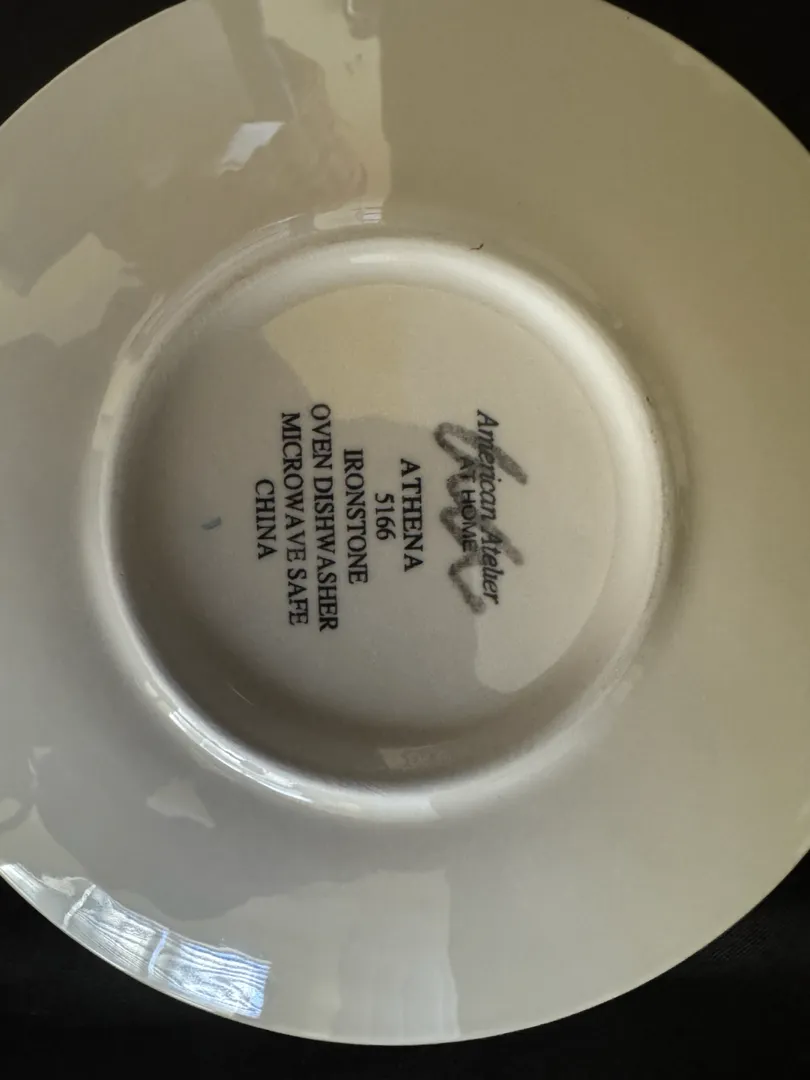 American Atelier
AT HOME
ATHENA
5166
IRONSTONE
OVEN DISHWASHER
MICROWAVE SAFE
CHINA